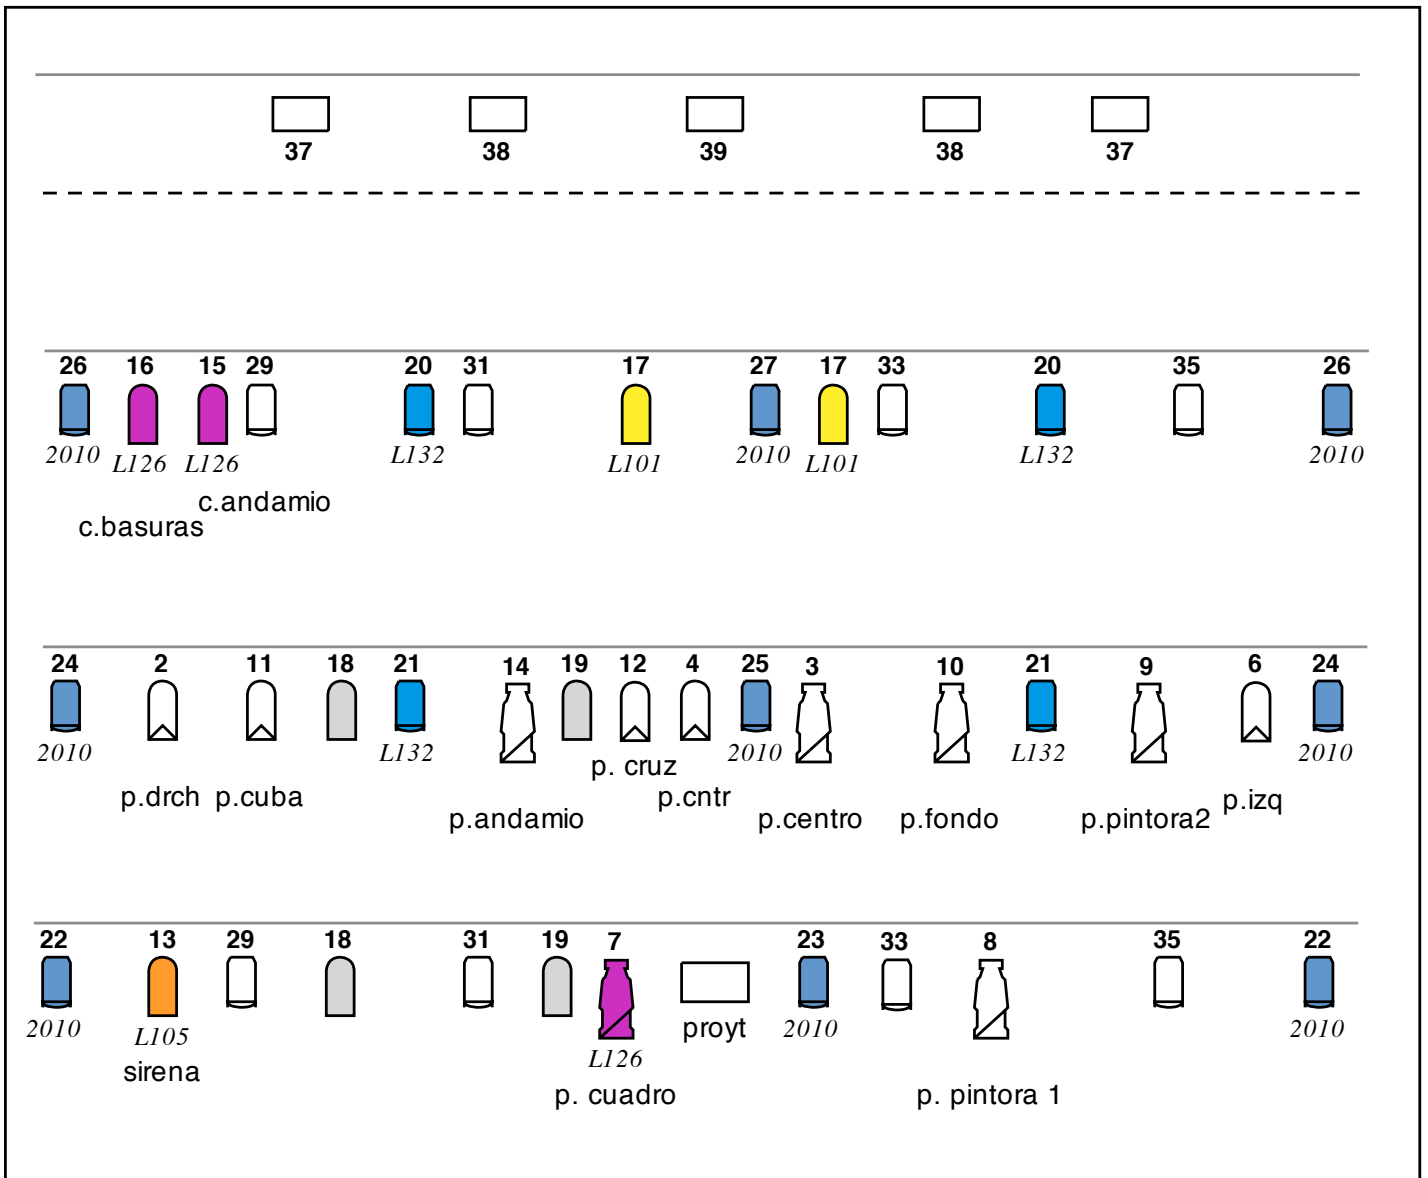 37 38 39 38 37
26 16 15 29 20 31 17 27 17 33 20 35 26
2010 L126 L126 L132 L101 2010 L101 L132 2010
c.andamio
c.basuras
24 2 11 18 21 14 19 12 4 25 3 10 21 9 6 24
2010 L132 2010 L132 2010
p. cruz
p.drch p.cuba p.cntr p.izq
p.andamio p.centro p.fondo p.pintora2
22 13 29 18 31 19 7 23 33 8 35 22
2010 L105 proyt 2010 2010
L126
sirena
p. cuadro p. pintora 1